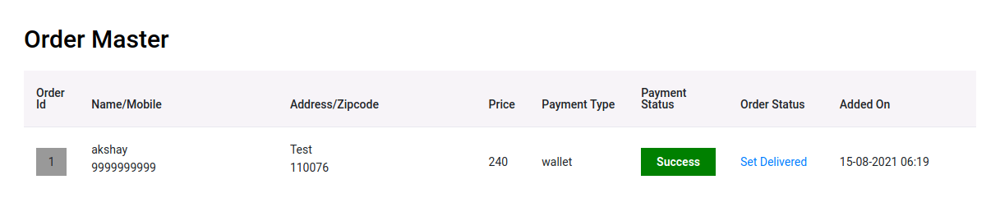 Order Master
Order
Id
Name/Mobile
Address/Zipcode
Price
Payment Type
Payment
Status
Order Status
Added On
1
akshay
9999999999
Test
110076
240
wallet
Success
Set Delivered
15-08-2021 06:19